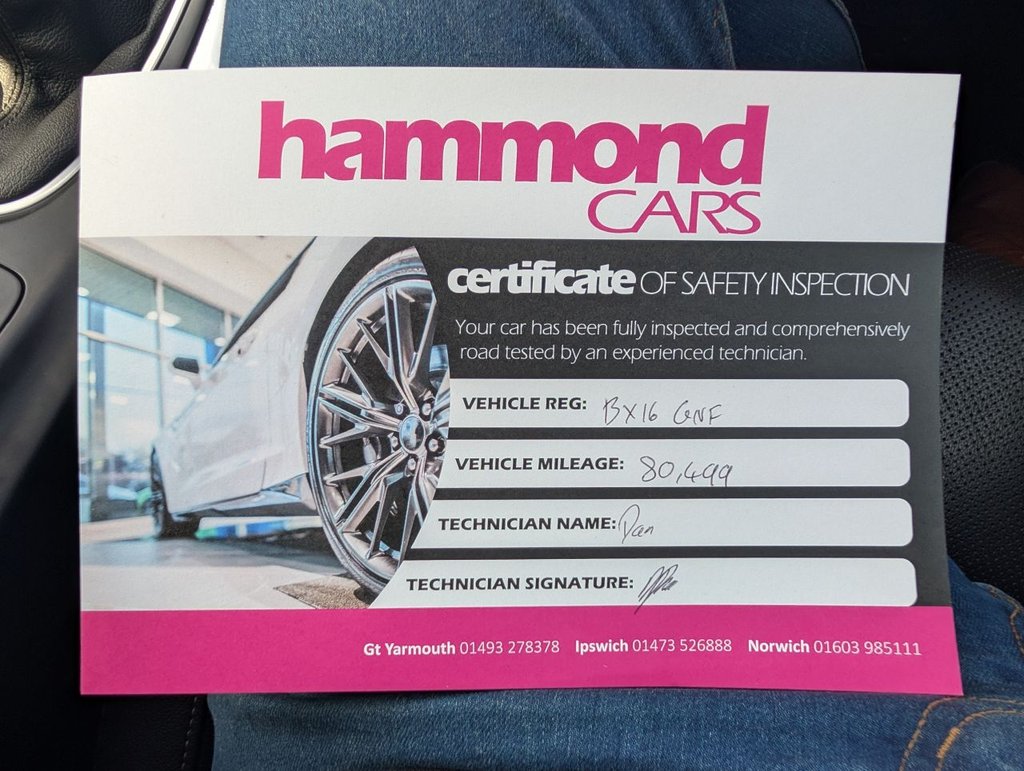 hammond
CARS
certificate OF SAFETY INSPECTION
Your car has been fully inspected and comprehensively
road tested by an experienced technician.
VEHICLE REG: BX16 GNF
VEHICLE MILEAGE: 80,499
TECHNICIAN NAME: Dan
TECHNICIAN SIGNATURE:
Gt Yarmouth 01493 278378 Ipswich 01473 526888 Norwich 01603 985111